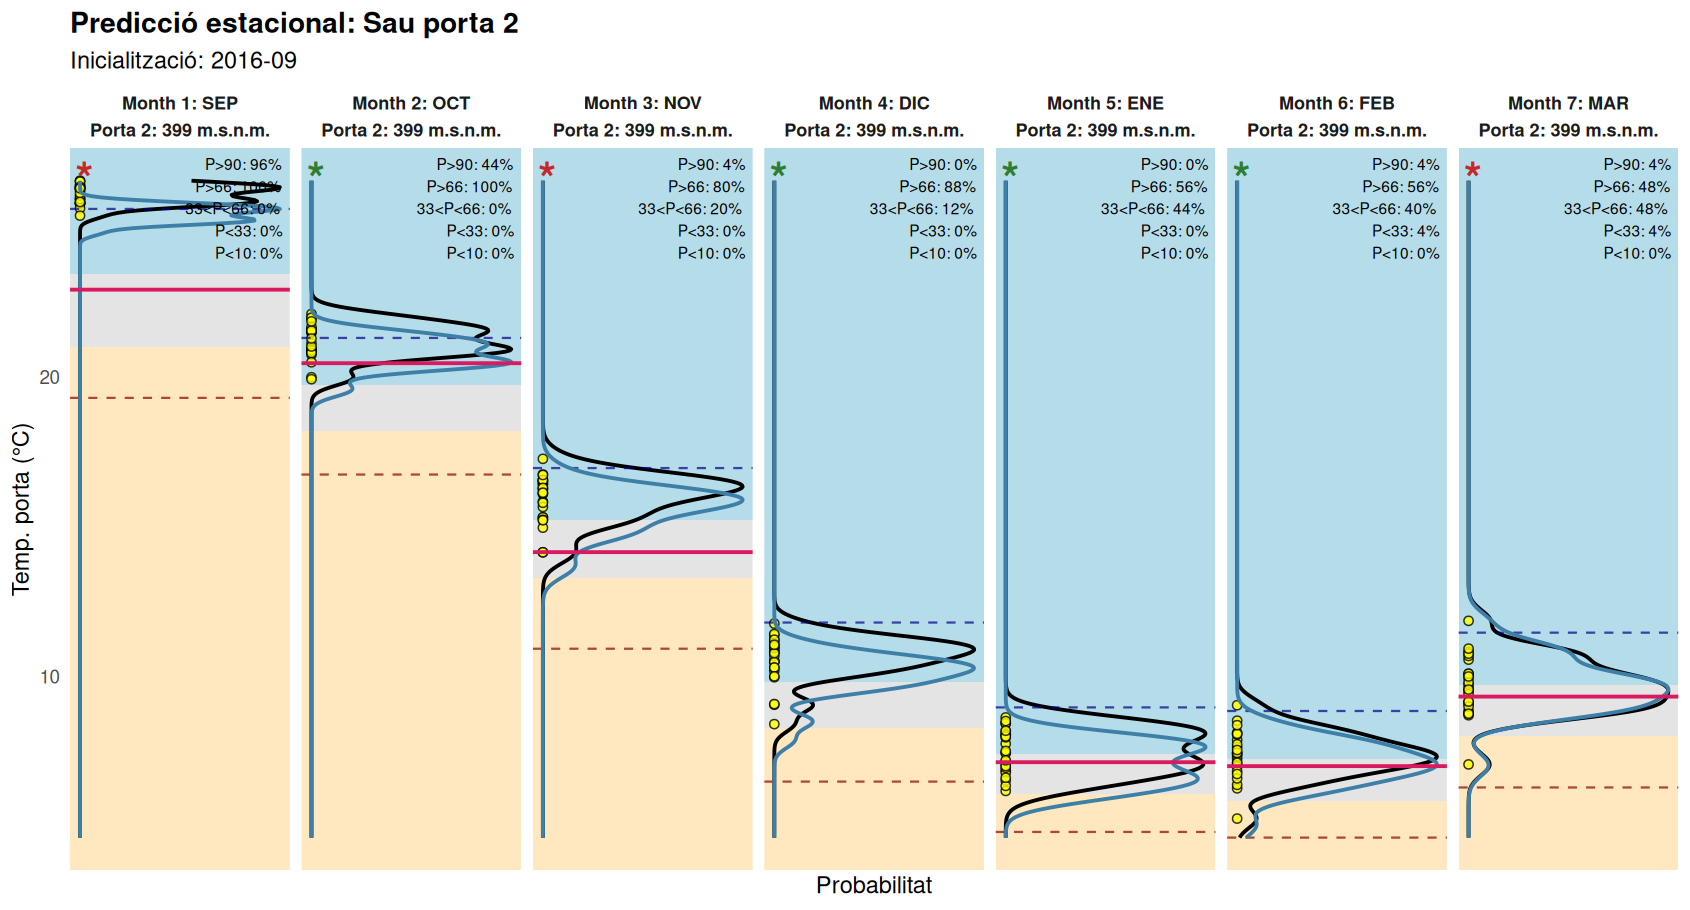 Predicció estacional: Sau porta 2
Inicialització: 2016-09
Month 1: SEP
Porta 2: 399 m.s.n.m.
Month 2: OCT
Porta 2: 399 m.s.n.m.
Month 3: NOV
Porta 2: 399 m.s.n.m.
Month 4: DIC
Porta 2: 399 m.s.n.m.
Month 5: ENE
Porta 2: 399 m.s.n.m.
Month 6: FEB
Porta 2: 399 m.s.n.m.
Month 7: MAR
Porta 2: 399 m.s.n.m.
*
P>90: 96%
P>66: 100%
33<P<66: 0%
P<33: 0%
P<10: 0%
*
P>90: 44%
P>66: 100%
33<P<66: 0%
P<33: 0%
P<10: 0%
*
P>90: 4%
P>66: 80%
33<P<66: 20%
P<33: 0%
P<10: 0%
*
P>90: 0%
P>66: 88%
33<P<66: 12%
P<33: 0%
P<10: 0%
*
P>90: 0%
P>66: 56%
33<P<66: 44%
P<33: 0%
P<10: 0%
*
P>90: 4%
P>66: 56%
33<P<66: 40%
P<33: 4%
P<10: 0%
*
P>90: 4%
P>66: 48%
33<P<66: 48%
P<33: 4%
P<10: 0%
20
10
Temp. porta (°C)
Probabilitat